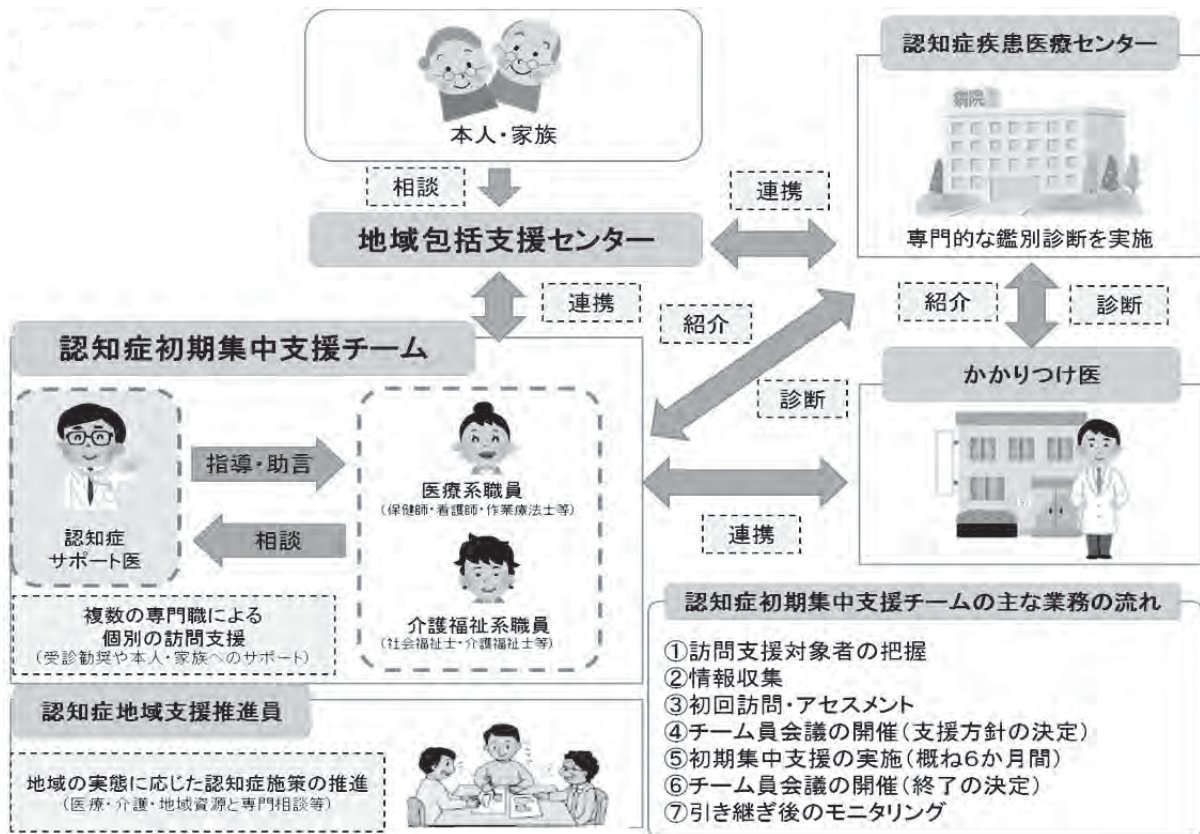 本人・家族
相談
地域包括支援センター
連携
認知症疾患医療センター
病院
専門的な鑑別診断を実施
連携
紹介
診断
紹介
診断
かかりつけ医
連携
認知症初期集中支援チーム
認知症
サポート医
指導・助言
相談
医療系職員
(保健師・看護師・作業療法士等)
介護福祉系職員
(社会福祉士・介護福祉士等)
複数の専門職による
個別の訪問支援
(受診勧奨や本人・家族へのサポート)
認知症地域支援推進員
地域の実態に応じた認知症施策の推進
(医療・介護・地域資源と専門相談等)
認知症初期集中支援チームの主な業務の流れ
①訪問支援対象者の把握
②情報収集
③初回訪問・アセスメント
④チーム員会議の開催(支援方針の決定)
⑤初期集中支援の実施(概ね6か月間)
⑥チーム員会議の開催(終了の決定)
⑦引き継ぎ後のモニタリング